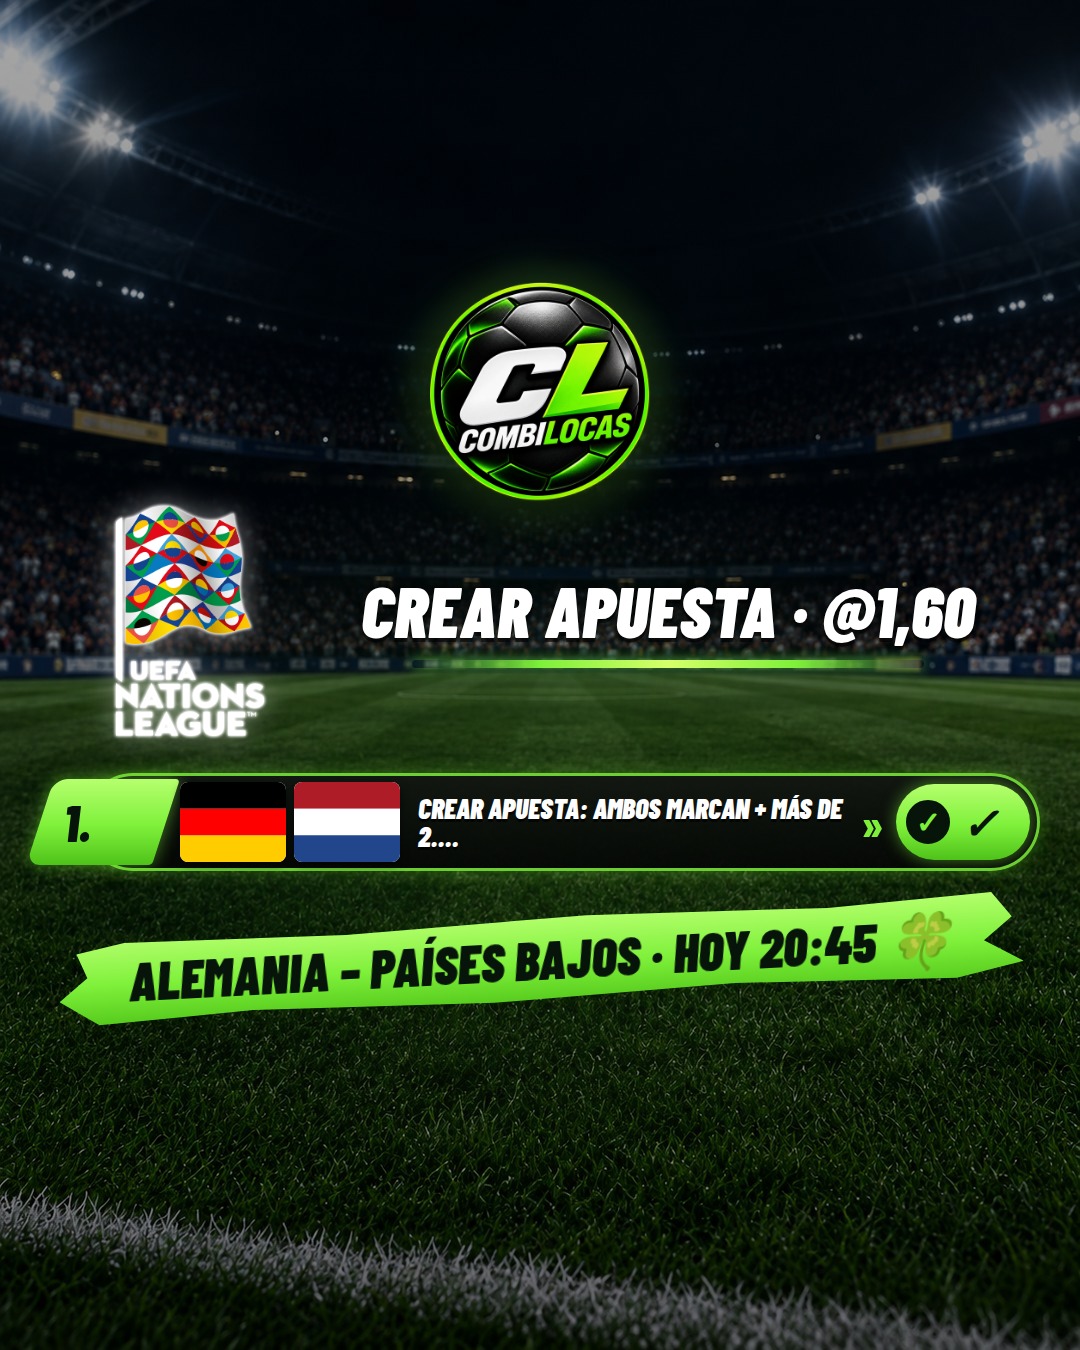 CL
COMBILOCAS
UEFA
NATIONS
LEAGUE™
CREAR APUESTA · @1,60
1.
CREAR APUESTA: AMBOS MARCAN + MÁS DE
2.... » ✓ ✓
ALEMANIA – PAÍSES BAJOS · HOY 20:45 🍀